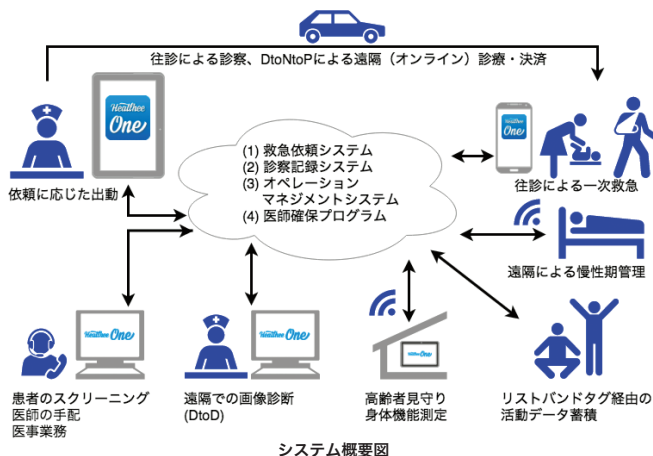 往診による診察、DtoNtoPによる遠隔（オンライン）診療・決済
Healthee
One
Healthee
One
(1) 救急依頼システム
(2) 診察記録システム
(3) オペレーション
マネジメントシステム
(4) 医師確保プログラム
依頼に応じた出動
往診による一次救急
遠隔による慢性期管理
Healthee One
Healthee One
Healthee One
患者のスクリーニング
医師の手配
医事業務
遠隔での画像診断
(DtoD)
高齢者見守り
身体機能測定
リストバンドタグ経由の
活動データ蓄積
システム概要図